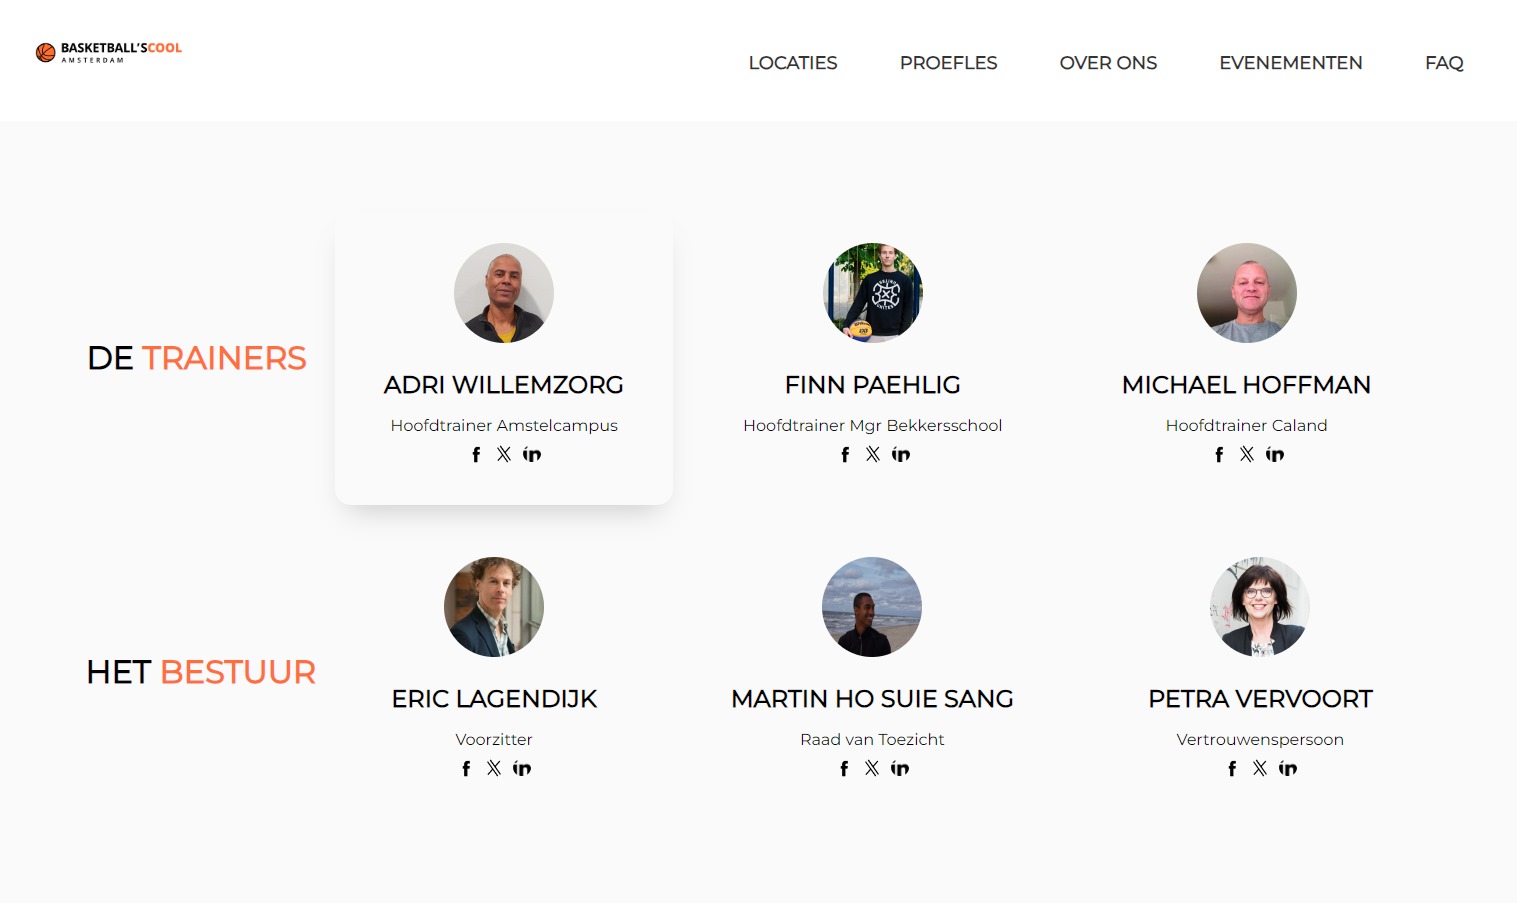 BASKETBALL'SCOOL
AMSTERDAM
LOCATIES PROEFLES OVER ONS EVENEMENTEN FAQ
DE TRAINERS
ADRI WILLEMZORG
Hoofdtrainer Amstelcampus
FINN PAEHLIG
Hoofdtrainer Mgr Bekkersschool
MICHAEL HOFFMAN
Hoofdtrainer Caland
HET BESTUUR
ERIC LAGENDIJK
Voorzitter
MARTIN HO SUIE SANG
Raad van Toezicht
PETRA VERVOORT
Vertrouwenspersoon